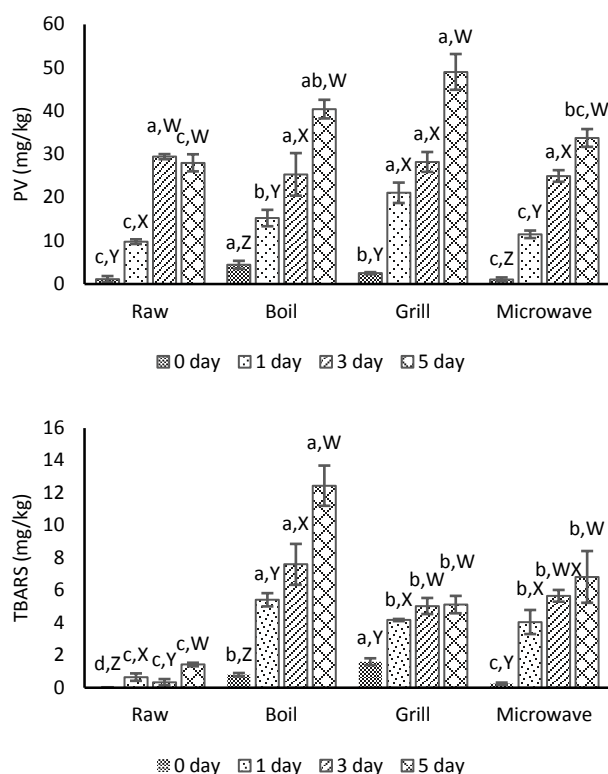 60
50
40
30
20
10
0
PV (mg/kg)
c,Y c,X a,W c,W
a,Z b,Y a,X ab,W
b,Y a,X a,X a,W
c,Z c,Y a,X bc,W
Raw Boil Grill Microwave
0 day 1 day 3 day 5 day
16
14
12
10
8
6
4
2
0
TBARS (mg/kg)
d,Z c,X c,Y c,W
b,Z a,Y a,X a,W
a,Y b,X b,W b,W
c,Y b,X b,WX b,W
Raw Boil Grill Microwave
0 day 1 day 3 day 5 day